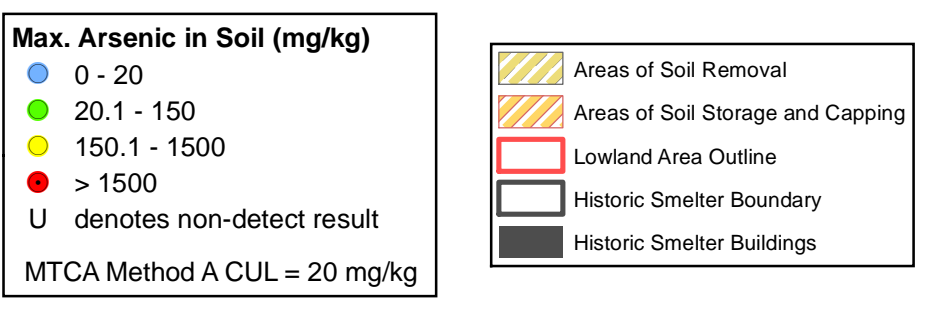 Max. Arsenic in Soil (mg/kg)
0 - 20
20.1 - 150
150.1 - 1500
> 1500
U denotes non-detect result
MTCA Method A CUL = 20 mg/kg
Areas of Soil Removal
Areas of Soil Storage and Capping
Lowland Area Outline
Historic Smelter Boundary
Historic Smelter Buildings